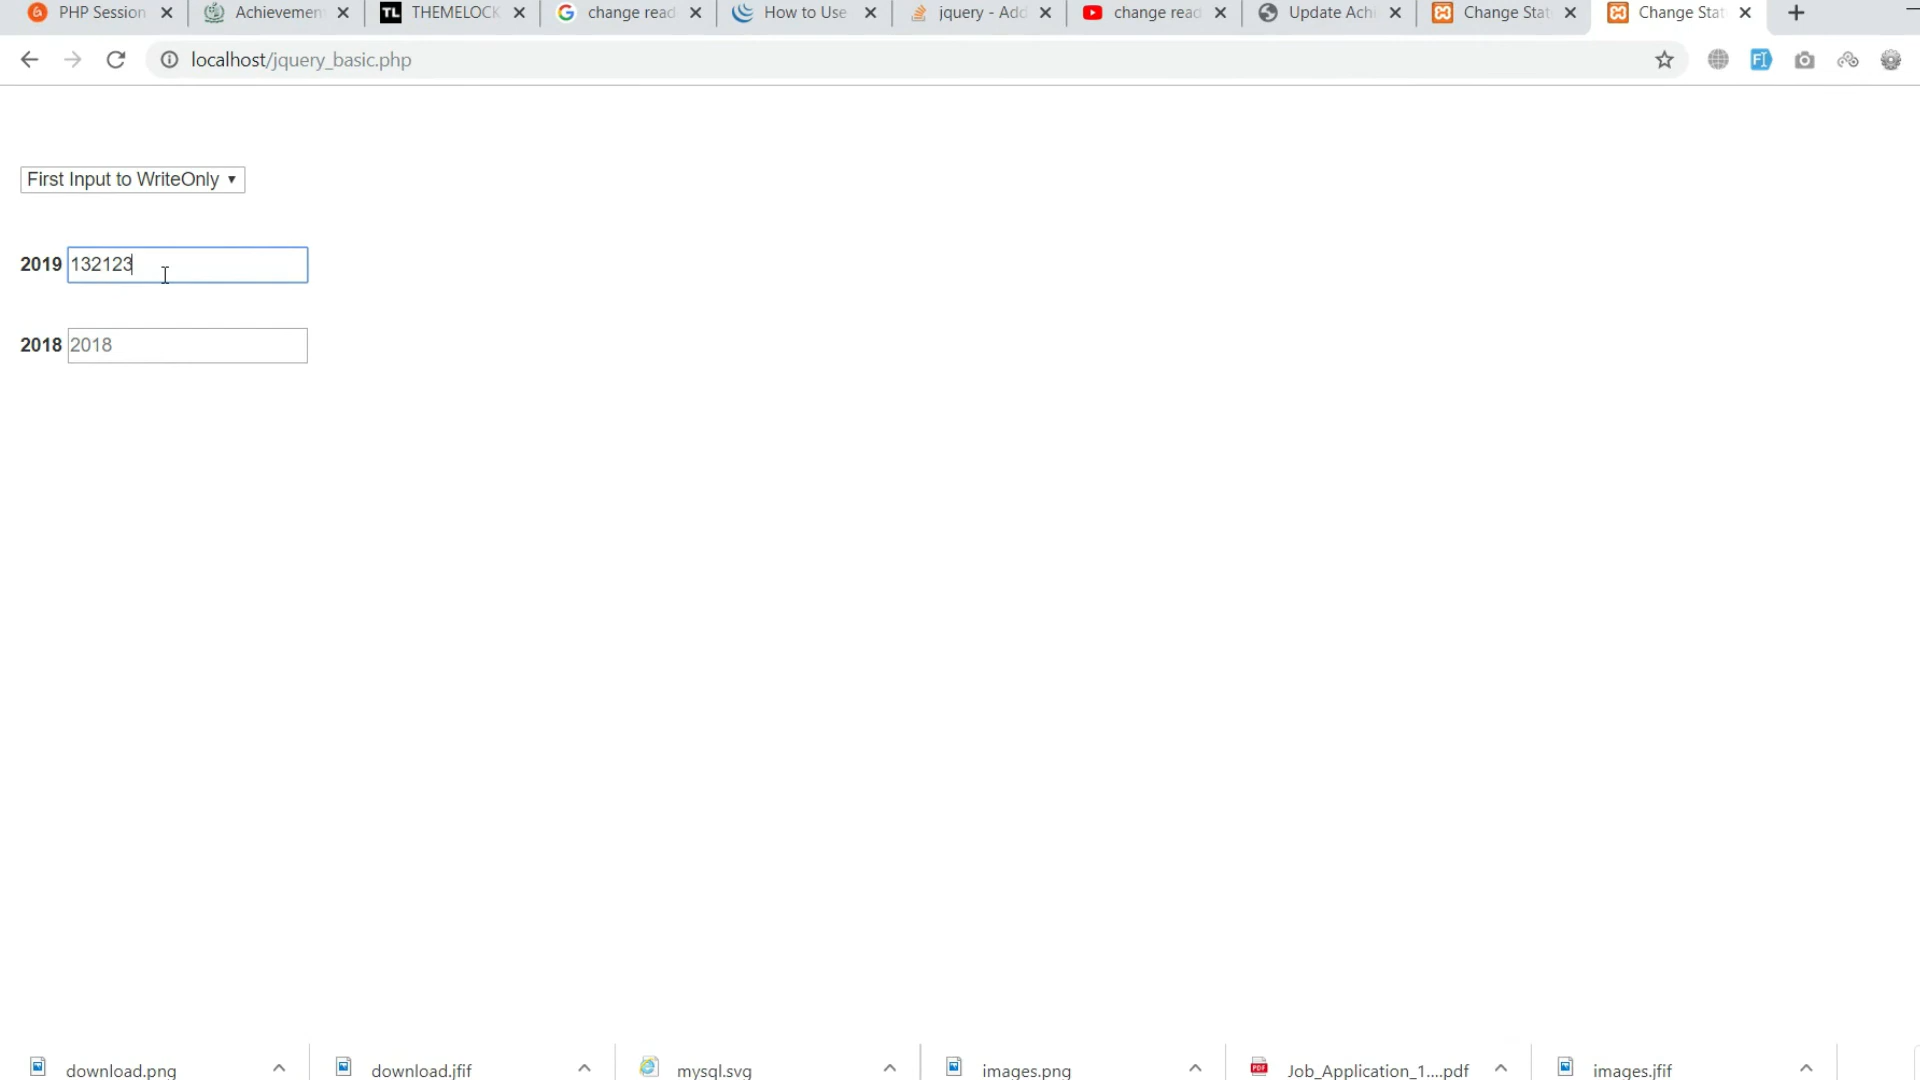 PHP Session
Achievemen
TL THEMELOCK
change read
How to Use
jquery - Add
change read
Update Achi
Change Stat
Change Stat
localhost/jquery_basic.php
First Input to WriteOnly
2019 132123
2018 2018
download.png
download.jfif
mysql.svg
images.png
Job_Application_1....pdf
images.jfif